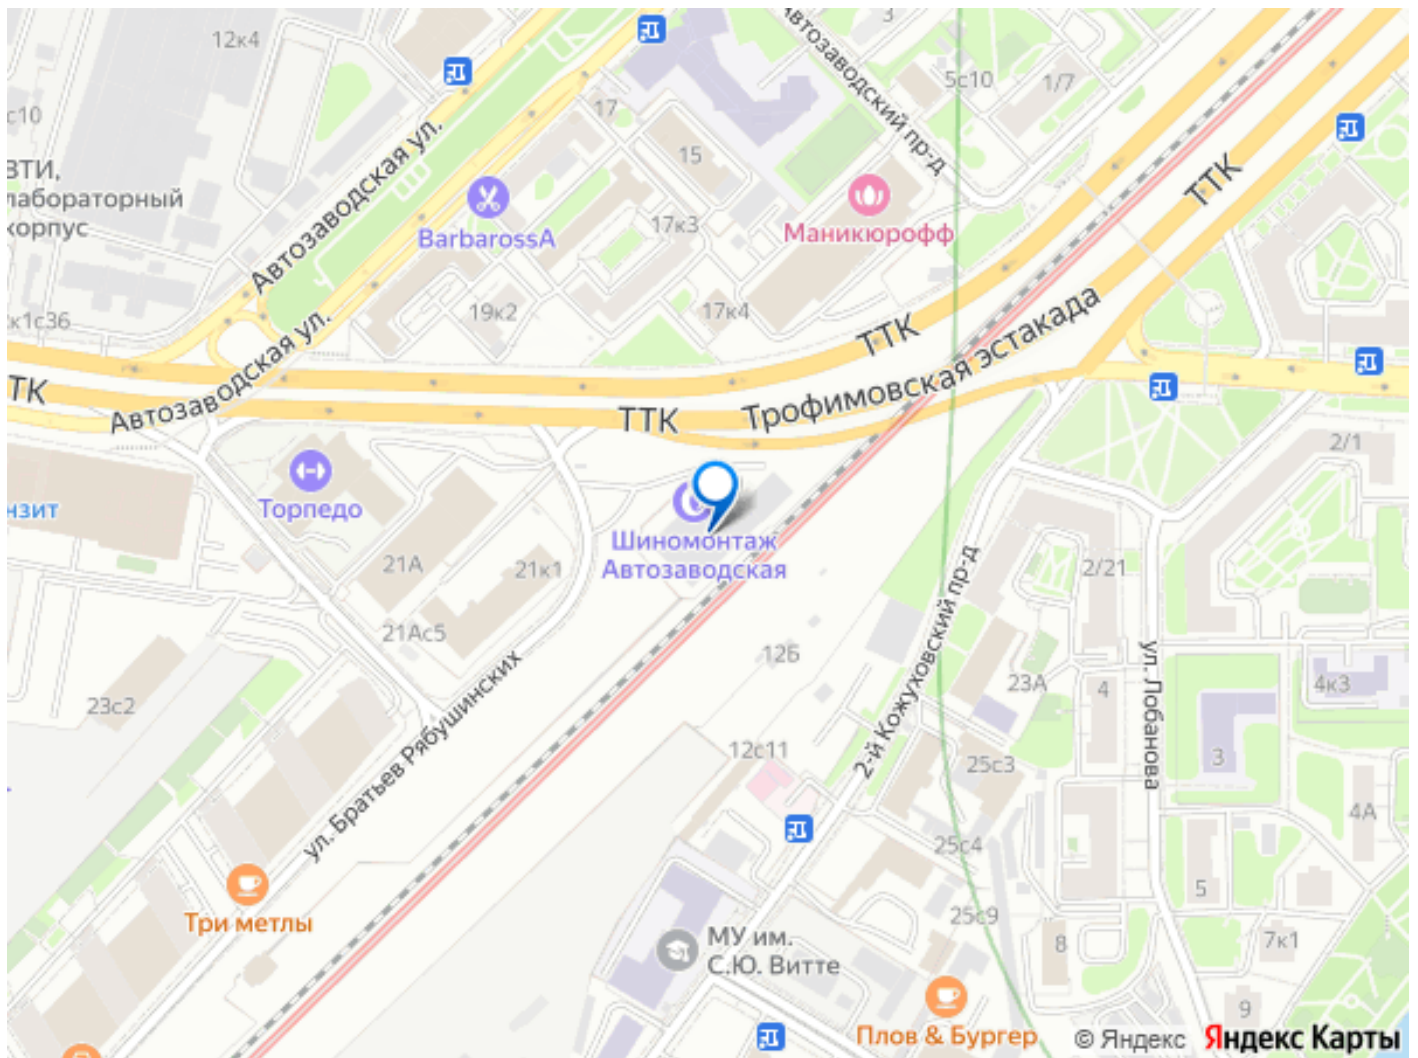 12к4
3
Автозаводский пр-д
5с10
1/7
с10
17
15
ВТИ,
лабораторный
корпус
Автозаводская ул.
ТТК
BarbarossA
17к3
Маникюрофф
к1с36
19к2
17к4
ТТК
Трофимовская эстакада
Автозаводская ул.
ТК
ТТК
2/1
нзит
Торпедо
Шиномонтаж
Автозаводская
21А
21к1
2/21
21Ас5
12Б
2-й Кожуховский пр-д
23А
4
ул. Лобанова
4к3
23с2
ул. Братьев Рябушинских
12с11
25с3
3
4А
25с4
5
Три метлы
25с9
МУ им.
С.Ю. Витте
8
7к1
9
Плов & Бургер
© Яндекс
Яндекс Карты